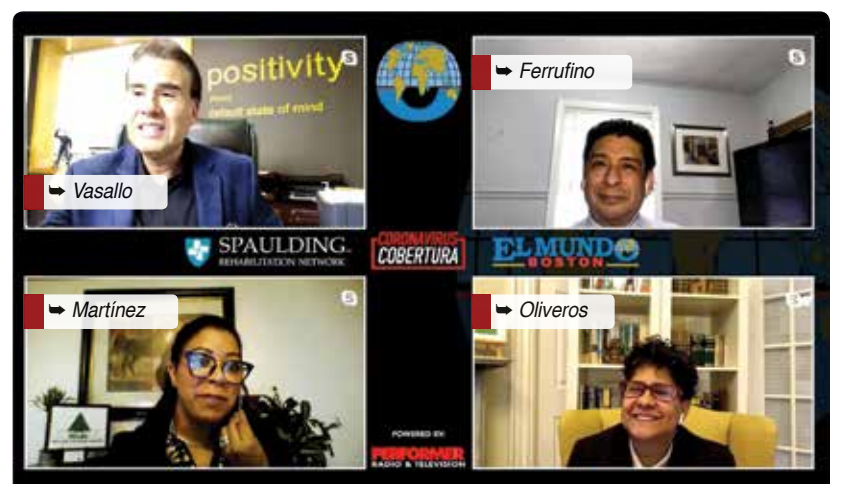 positivity
default state of mind
➥ Ferrufino
➥ Vasallo
SPAULDING
REHABILITATION NETWORK
CORONAVIRUS
COBERTURA
EL MUNDO
BOSTON
➥ Martínez
➥ Oliveros
POWERED BY:
PERFORMER
RADIO & TELEVISION